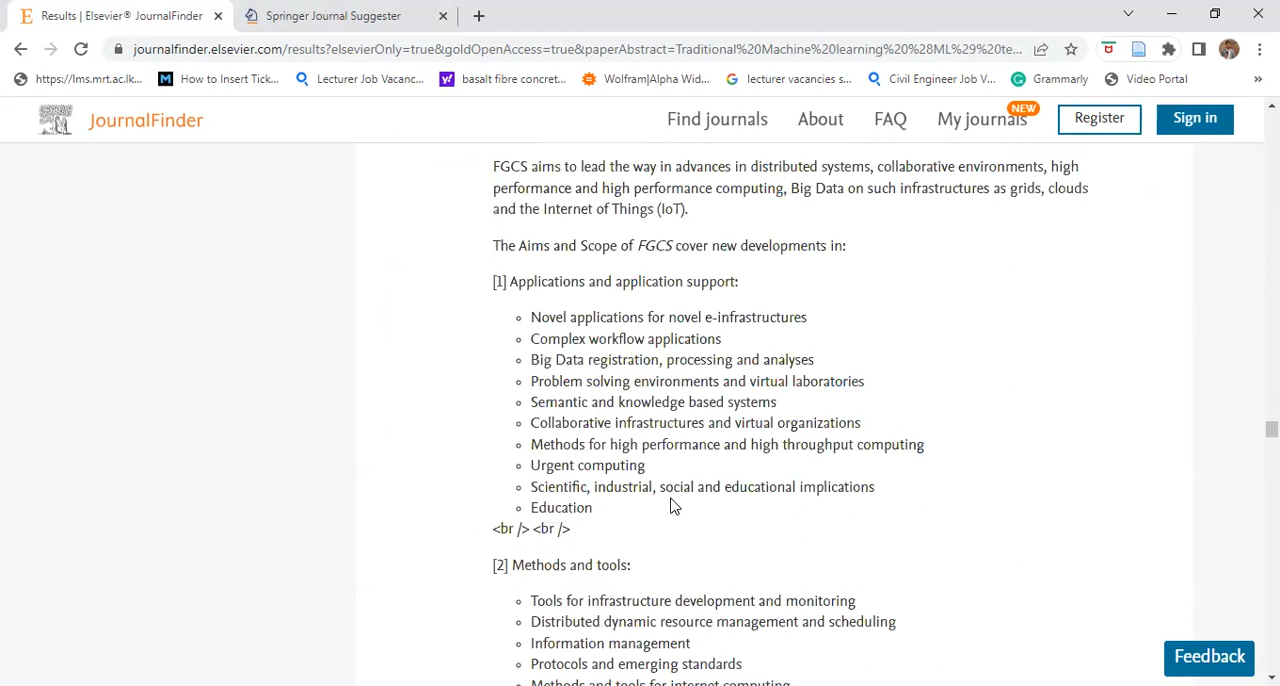 Results | Elsevier® JournalFinder
Springer Journal Suggester
journalfinder.elsevier.com/results?elsevierOnly=true&goldOpenAccess=true&paperAbstract=Traditional%20Machine%20learning%20%28ML%29%20te...
https://lms.mrt.ac.lk...
How to Insert Tick...
Lecturer Job Vacanc...
basalt fibre concret...
Wolfram|Alpha Wid...
lecturer vacancies s...
Civil Engineer Job V...
Grammarly
Video Portal
JournalFinder
Find journals
About
FAQ
My journals
NEW
Register
Sign in
FGCS aims to lead the way in advances in distributed systems, collaborative environments, high
performance and high performance computing, Big Data on such infrastructures as grids, clouds
and the Internet of Things (IoT).
The Aims and Scope of FGCS cover new developments in:
[1] Applications and application support:
Novel applications for novel e-infrastructures
Complex workflow applications
Big Data registration, processing and analyses
Problem solving environments and virtual laboratories
Semantic and knowledge based systems
Collaborative infrastructures and virtual organizations
Methods for high performance and high throughput computing
Urgent computing
Scientific, industrial, social and educational implications
Education
<br /> <br />
[2] Methods and tools:
Tools for infrastructure development and monitoring
Distributed dynamic resource management and scheduling
Information management
Protocols and emerging standards
Methods and tools for internet computing
Feedback